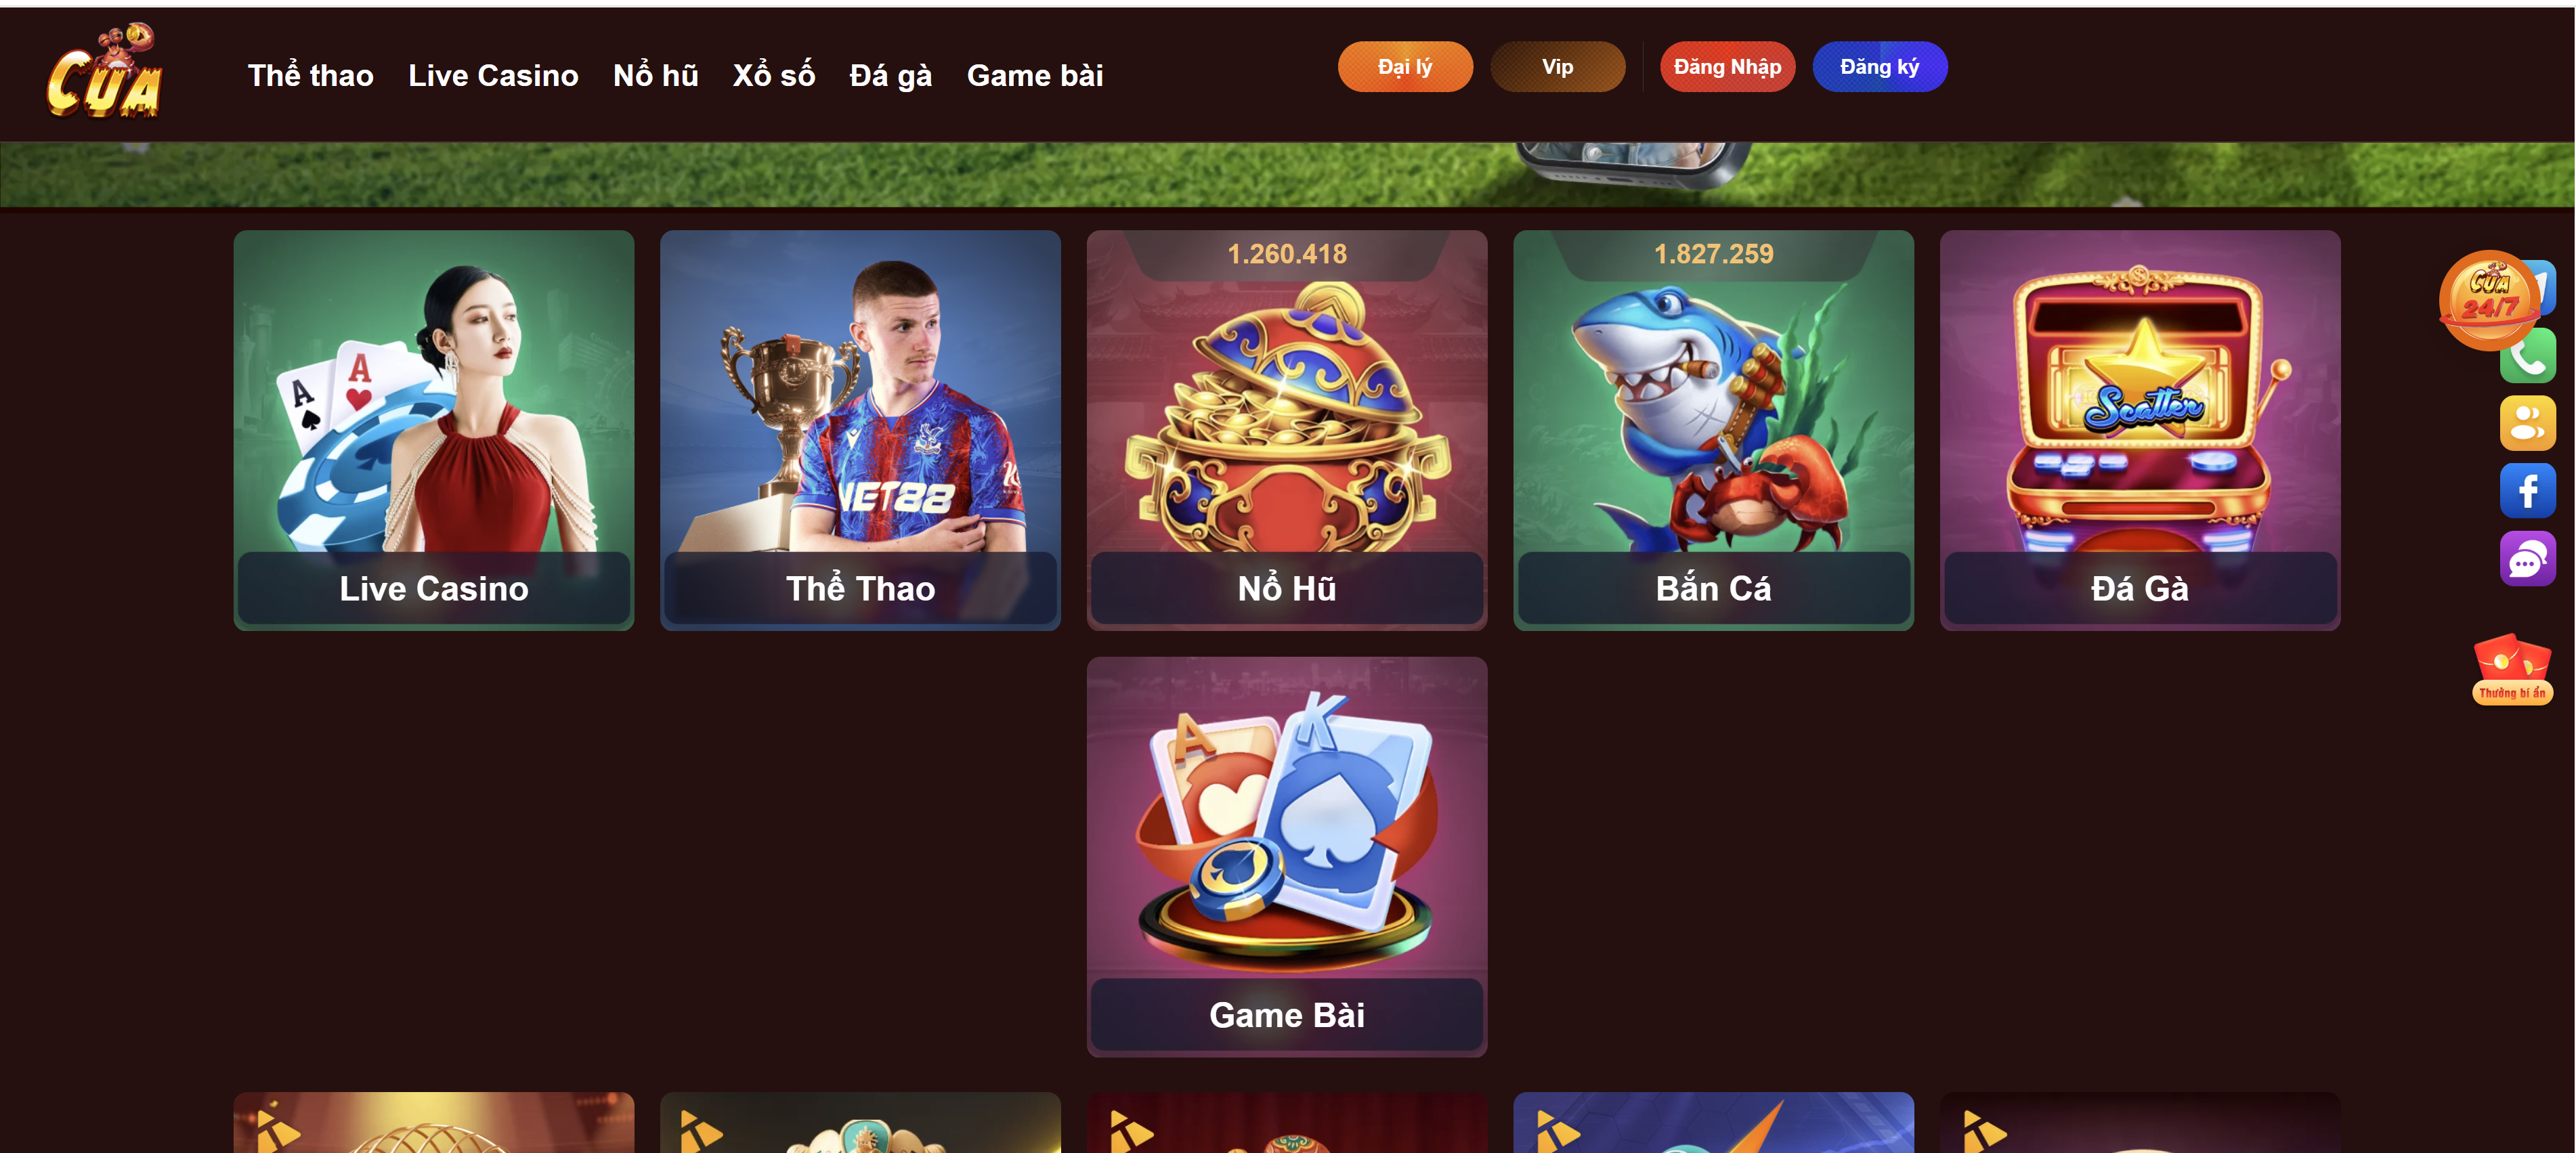 CUA
Thể thao Live Casino Nổ hũ Xổ số Đá gà Game bài
Đại lý Vip Đăng Nhập Đăng ký
1.260.418
1.827.259
CUA
24/7
A A
NET88
Scatter
Live Casino
Thể Thao
Nổ Hũ
Bắn Cá
Đá Gà
Thưởng bí ẩn
A K
Game Bài